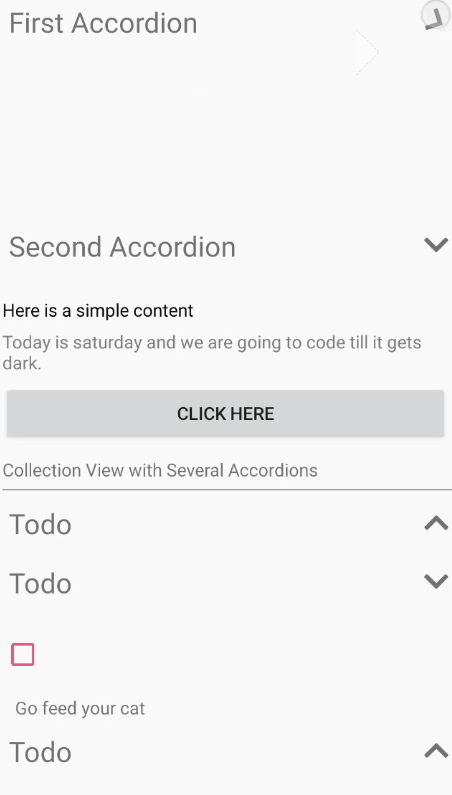 First Accordion
Second Accordion
Here is a simple content
Today is saturday and we are going to code till it gets
dark.
CLICK HERE
Collection View with Several Accordions
Todo
Todo
Go feed your cat
Todo